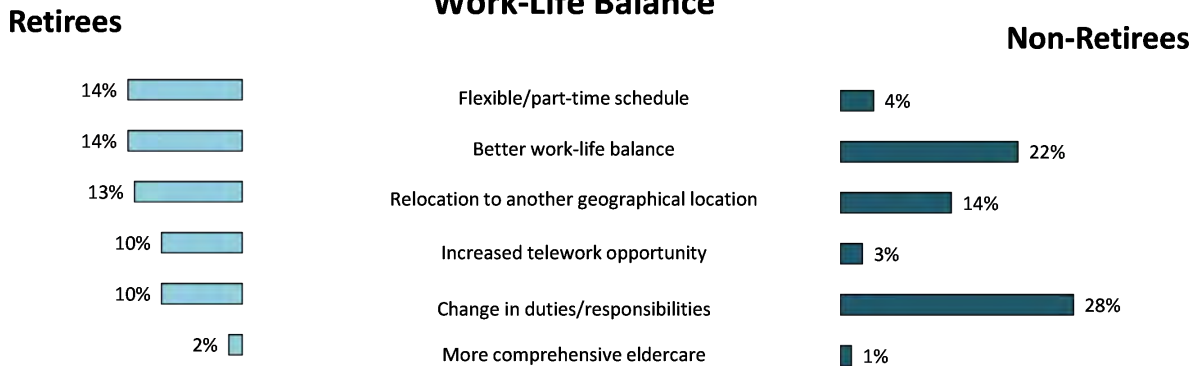 Work-Life Balance
Retirees
Non-Retirees
14% Flexible/part-time schedule 4%
14% Better work-life balance 22%
13% Relocation to another geographical location 14%
10% Increased telework opportunity 3%
10% Change in duties/responsibilities 28%
2% More comprehensive eldercare 1%